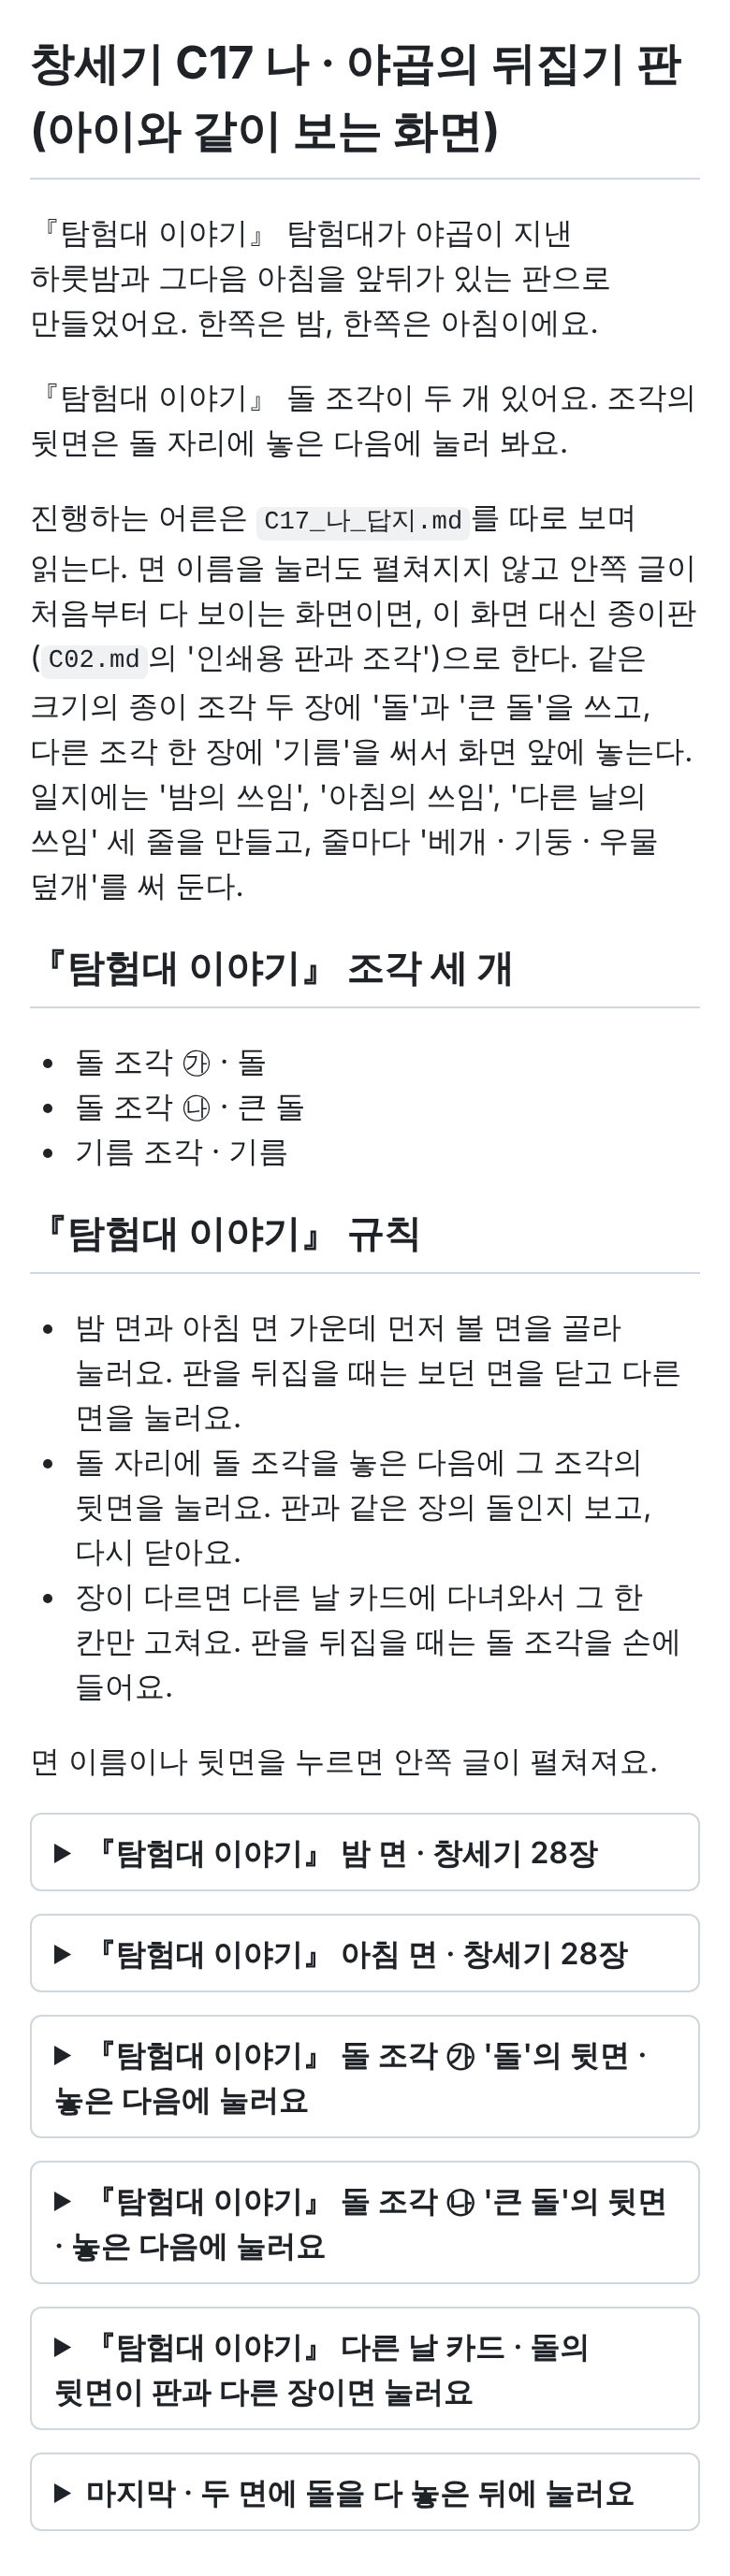 창세기 C17 나 · 야곱의 뒤집기 판
(아이와 같이 보는 화면)
『탐험대 이야기』 탐험대가 야곱이 지낸
하룻밤과 그다음 아침을 앞뒤가 있는 판으로
만들었어요. 한쪽은 밤, 한쪽은 아침이에요.
『탐험대 이야기』 돌 조각이 두 개 있어요. 조각의
뒷면은 돌 자리에 놓은 다음에 눌러 봐요.
진행하는 어른은 C17_나_답지.md를 따로 보며
읽는다. 면 이름을 눌러도 펼쳐지지 않고 안쪽 글이
처음부터 다 보이는 화면이면, 이 화면 대신 종이판
(C02.md의 '인쇄용 판과 조각')으로 한다. 같은
크기의 종이 조각 두 장에 '돌'과 '큰 돌'을 쓰고,
다른 조각 한 장에 '기름'을 써서 화면 앞에 놓는다.
일지에는 '밤의 쓰임', '아침의 쓰임', '다른 날의
쓰임' 세 줄을 만들고, 줄마다 '베개 · 기둥 · 우물
덮개'를 써 둔다.
『탐험대 이야기』 조각 세 개
• 돌 조각 ㉮ · 돌
• 돌 조각 ㉯ · 큰 돌
• 기름 조각 · 기름
『탐험대 이야기』 규칙
• 밤 면과 아침 면 가운데 먼저 볼 면을 골라
눌러요. 판을 뒤집을 때는 보던 면을 닫고 다른
면을 눌러요.
• 돌 자리에 돌 조각을 놓은 다음에 그 조각의
뒷면을 눌러요. 판과 같은 장의 돌인지 보고,
다시 닫아요.
• 장이 다르면 다른 날 카드에 다녀와서 그 한
칸만 고쳐요. 판을 뒤집을 때는 돌 조각을 손에
들어요.
면 이름이나 뒷면을 누르면 안쪽 글이 펼쳐져요.
▶ 『탐험대 이야기』 밤 면 · 창세기 28장
▶ 『탐험대 이야기』 아침 면 · 창세기 28장
▶ 『탐험대 이야기』 돌 조각 ㉮ '돌'의 뒷면 ·
놓은 다음에 눌러요
▶ 『탐험대 이야기』 돌 조각 ㉯ '큰 돌'의 뒷면
· 놓은 다음에 눌러요
▶ 『탐험대 이야기』 다른 날 카드 · 돌의
뒷면이 판과 다른 장이면 눌러요
▶ 마지막 · 두 면에 돌을 다 놓은 뒤에 눌러요